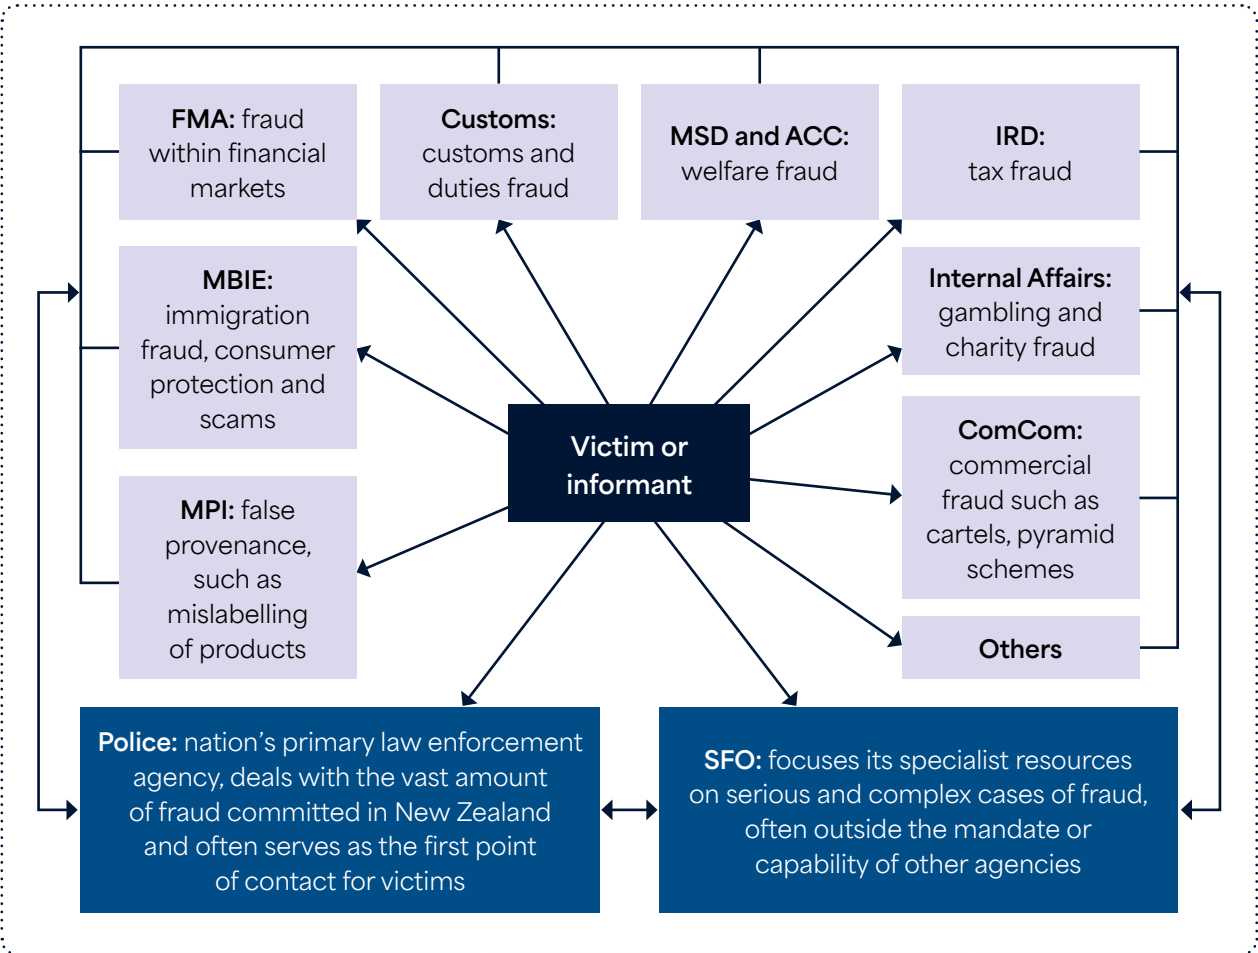 FMA: fraud
within financial
markets
Customs:
customs and
duties fraud
MSD and ACC:
welfare fraud
IRD:
tax fraud
MBIE:
immigration
fraud, consumer
protection and
scams
Internal Affairs:
gambling and
charity fraud
Victim or
informant
ComCom:
commercial
fraud such as
cartels, pyramid
schemes
MPI: false
provenance,
such as
mislabelling
of products
Others
Police: nation’s primary law enforcement
agency, deals with the vast amount
of fraud committed in New Zealand
and often serves as the first point
of contact for victims
SFO: focuses its specialist resources
on serious and complex cases of fraud,
often outside the mandate or
capability of other agencies